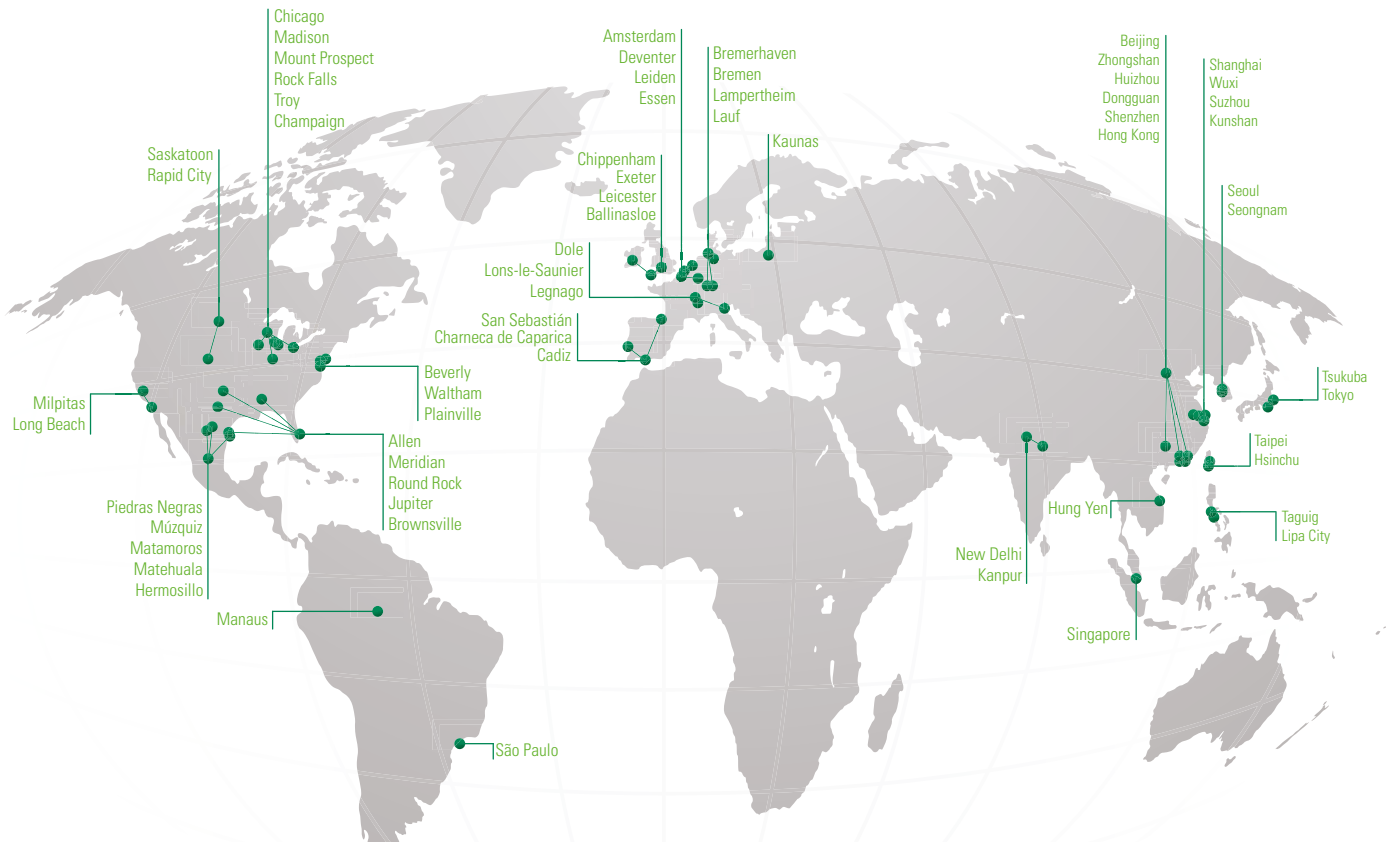 Chicago
Madison
Mount Prospect
Rock Falls
Troy
Champaign
Saskatoon
Rapid City
Milpitas
Long Beach
Beverly
Waltham
Plainville
Allen
Meridian
Round Rock
Jupiter
Brownsville
Piedras Negras
Múzquiz
Matamoros
Matehuala
Hermosillo
Manaus
São Paulo
Amsterdam
Deventer
Leiden
Essen
Bremerhaven
Bremen
Lampertheim
Lauf
Kaunas
Chippenham
Exeter
Leicester
Ballinasloe
Dole
Lons-le-Saunier
Legnago
San Sebastián
Charneca de Caparica
Cadiz
Beijing
Zhongshan
Huizhou
Dongguan
Shenzhen
Hong Kong
Shanghai
Wuxi
Suzhou
Kunshan
Seoul
Seongnam
Tsukuba
Tokyo
Taipei
Hsinchu
Hung Yen
Taguig
Lipa City
New Delhi
Kanpur
Singapore